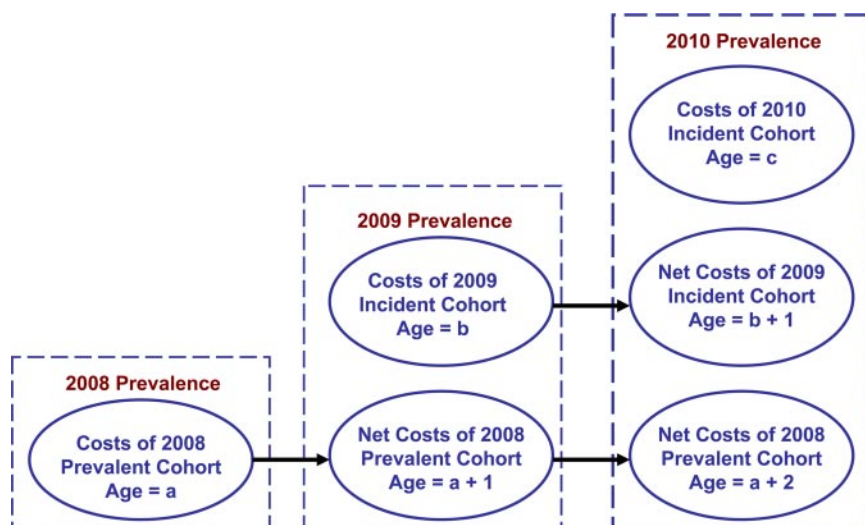 2010 Prevalence
Costs of 2010
Incident Cohort
Age = c
2009 Prevalence
Costs of 2009
Incident Cohort
Age = b
Net Costs of 2009
Incident Cohort
Age = b + 1
2008 Prevalence
Costs of 2008
Prevalent Cohort
Age = a
Net Costs of 2008
Prevalent Cohort
Age = a + 1
Net Costs of 2008
Prevalent Cohort
Age = a + 2